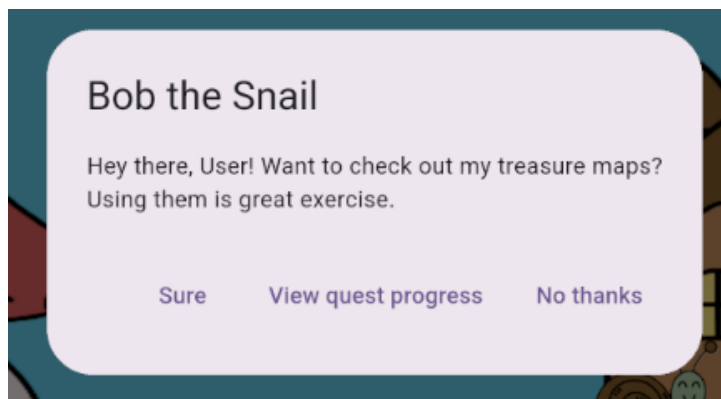 Bob the Snail
Hey there, User! Want to check out my treasure maps?
Using them is great exercise.
Sure View quest progress No thanks